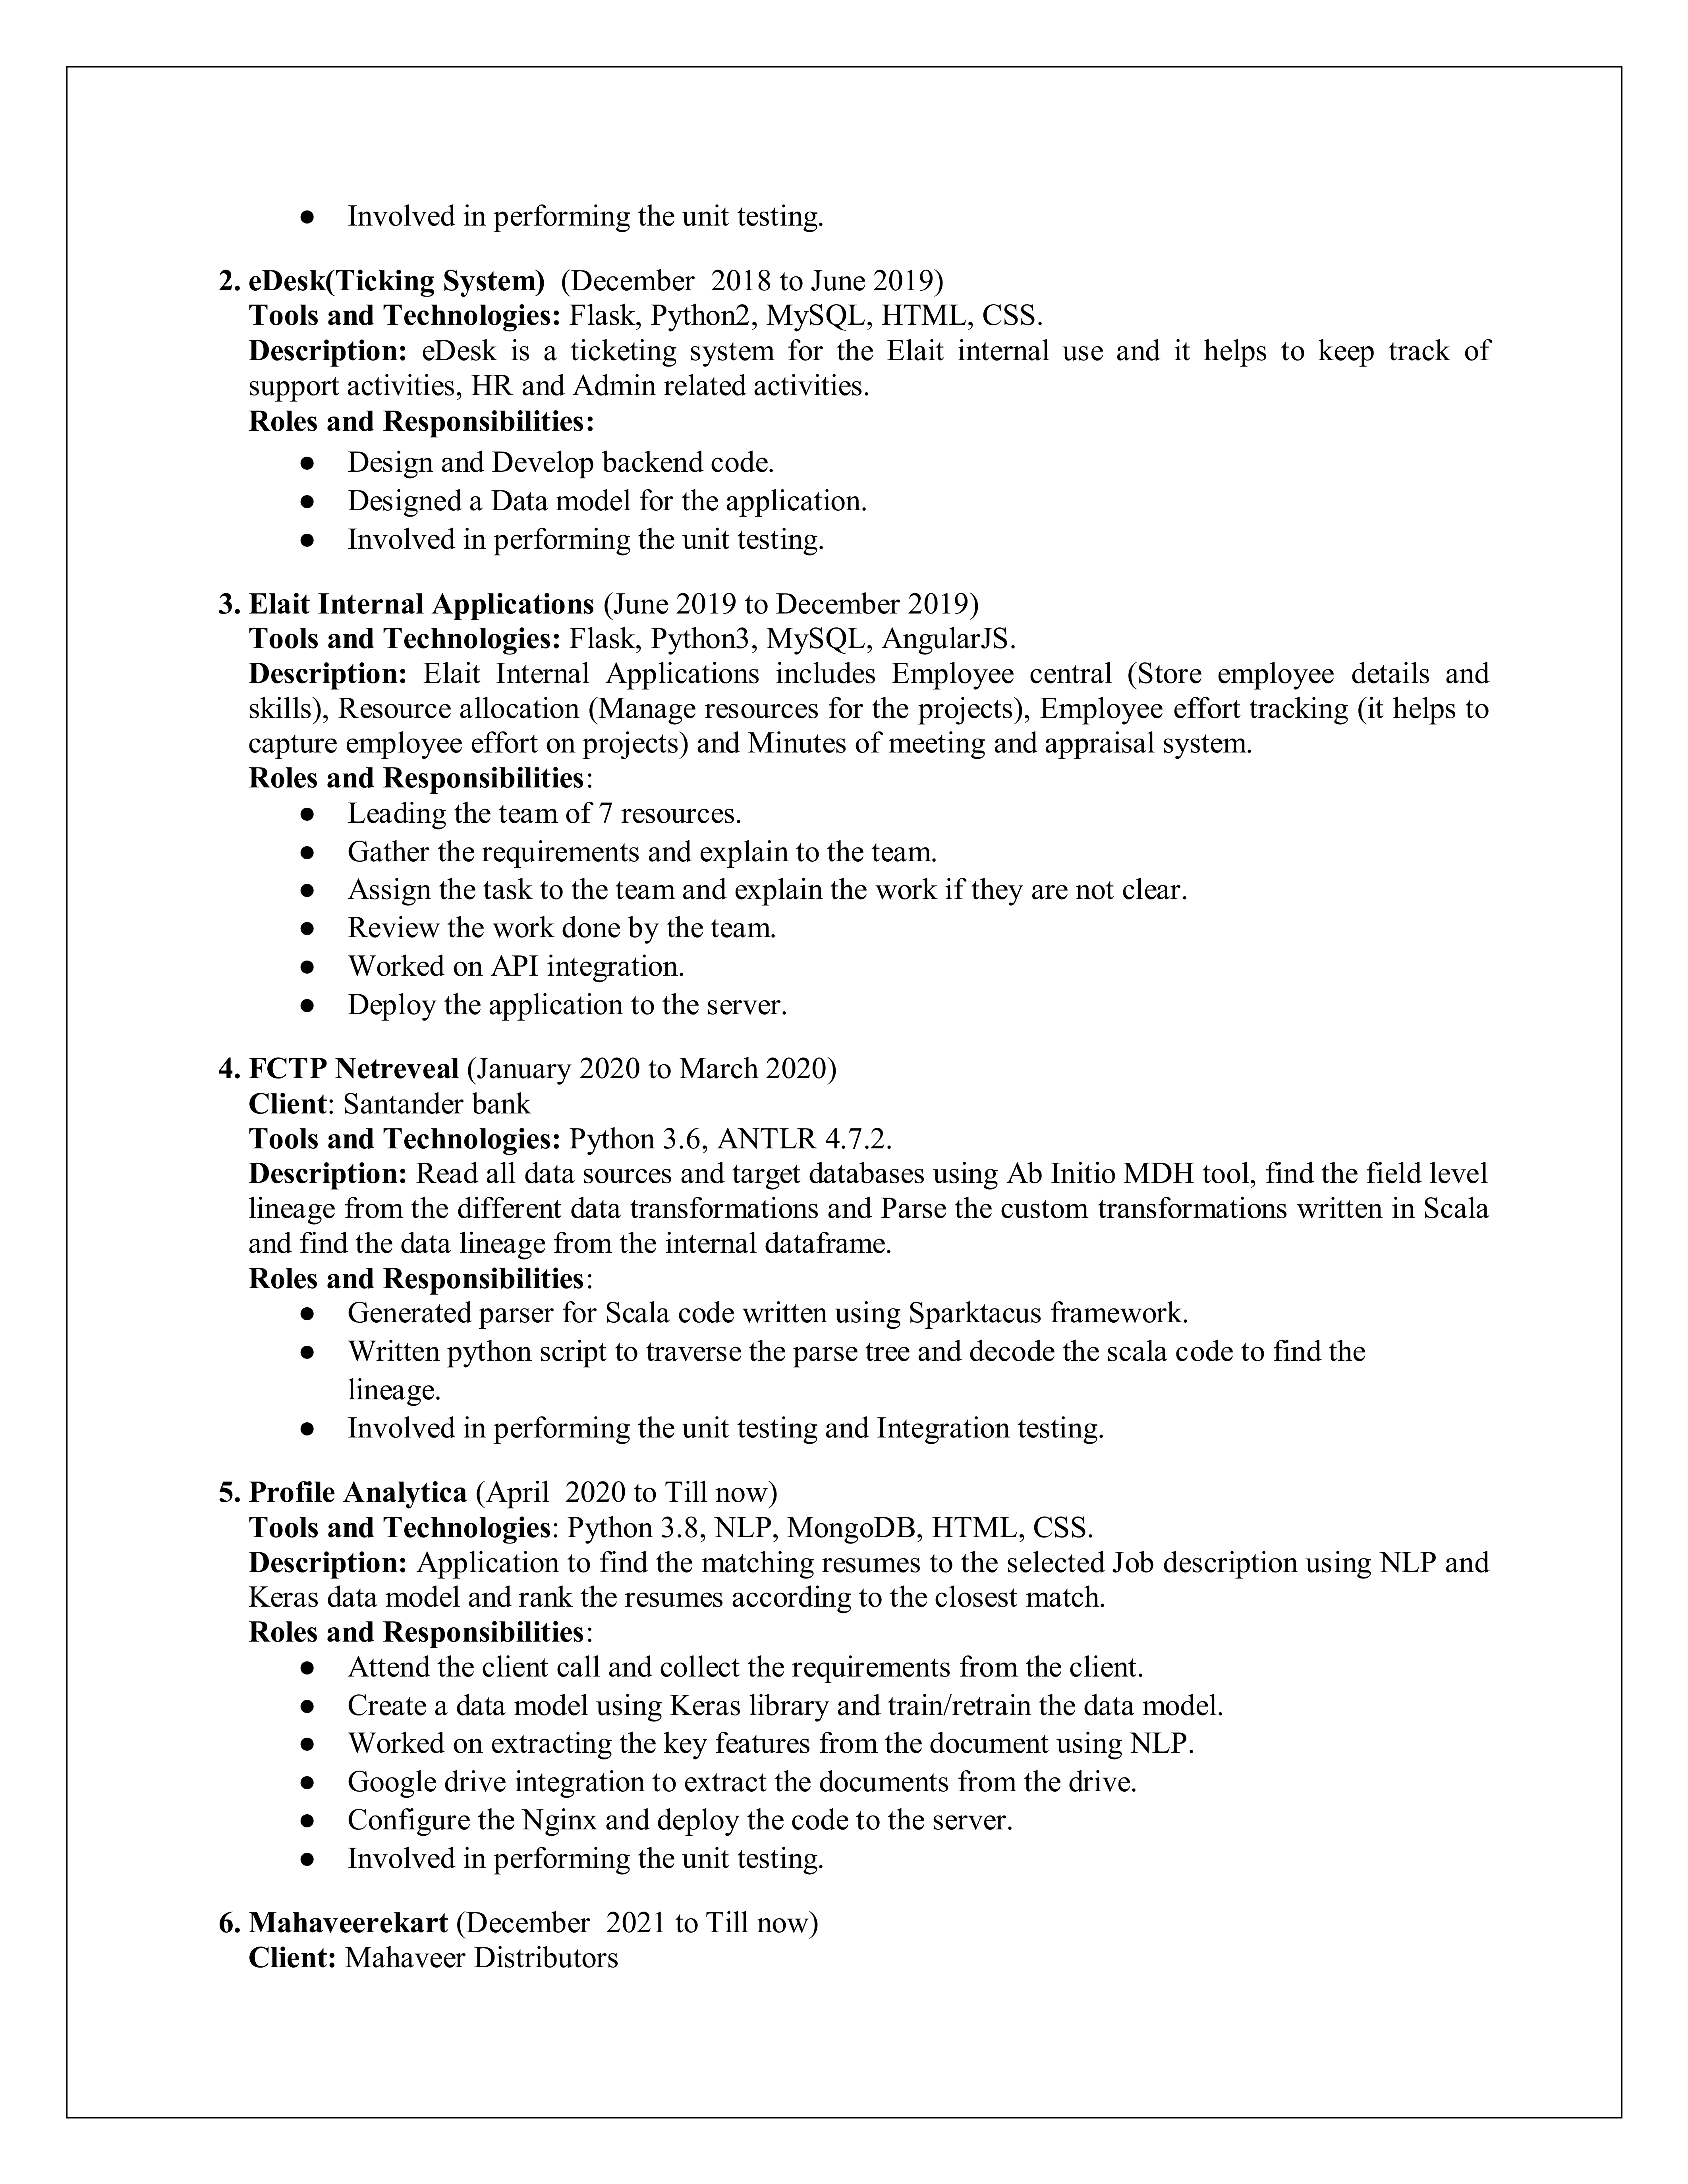 ● Involved in performing the unit testing.
2. eDesk(Ticking System) (December 2018 to June 2019)
Tools and Technologies: Flask, Python2, MySQL, HTML, CSS.
Description: eDesk is a ticketing system for the Elait internal use and it helps to keep track of
support activities, HR and Admin related activities.
Roles and Responsibilities:
● Design and Develop backend code.
● Designed a Data model for the application.
● Involved in performing the unit testing.
3. Elait Internal Applications (June 2019 to December 2019)
Tools and Technologies: Flask, Python3, MySQL, AngularJS.
Description: Elait Internal Applications includes Employee central (Store employee details and
skills), Resource allocation (Manage resources for the projects), Employee effort tracking (it helps to
capture employee effort on projects) and Minutes of meeting and appraisal system.
Roles and Responsibilities:
● Leading the team of 7 resources.
● Gather the requirements and explain to the team.
● Assign the task to the team and explain the work if they are not clear.
● Review the work done by the team.
● Worked on API integration.
● Deploy the application to the server.
4. FCTP Netreveal (January 2020 to March 2020)
Client: Santander bank
Tools and Technologies: Python 3.6, ANTLR 4.7.2.
Description: Read all data sources and target databases using Ab Initio MDH tool, find the field level
lineage from the different data transformations and Parse the custom transformations written in Scala
and find the data lineage from the internal dataframe.
Roles and Responsibilities:
● Generated parser for Scala code written using Sparktacus framework.
● Written python script to traverse the parse tree and decode the scala code to find the
lineage.
● Involved in performing the unit testing and Integration testing.
5. Profile Analytica (April 2020 to Till now)
Tools and Technologies: Python 3.8, NLP, MongoDB, HTML, CSS.
Description: Application to find the matching resumes to the selected Job description using NLP and
Keras data model and rank the resumes according to the closest match.
Roles and Responsibilities:
● Attend the client call and collect the requirements from the client.
● Create a data model using Keras library and train/retrain the data model.
● Worked on extracting the key features from the document using NLP.
● Google drive integration to extract the documents from the drive.
● Configure the Nginx and deploy the code to the server.
● Involved in performing the unit testing.
6. Mahaveerekart (December 2021 to Till now)
Client: Mahaveer Distributors